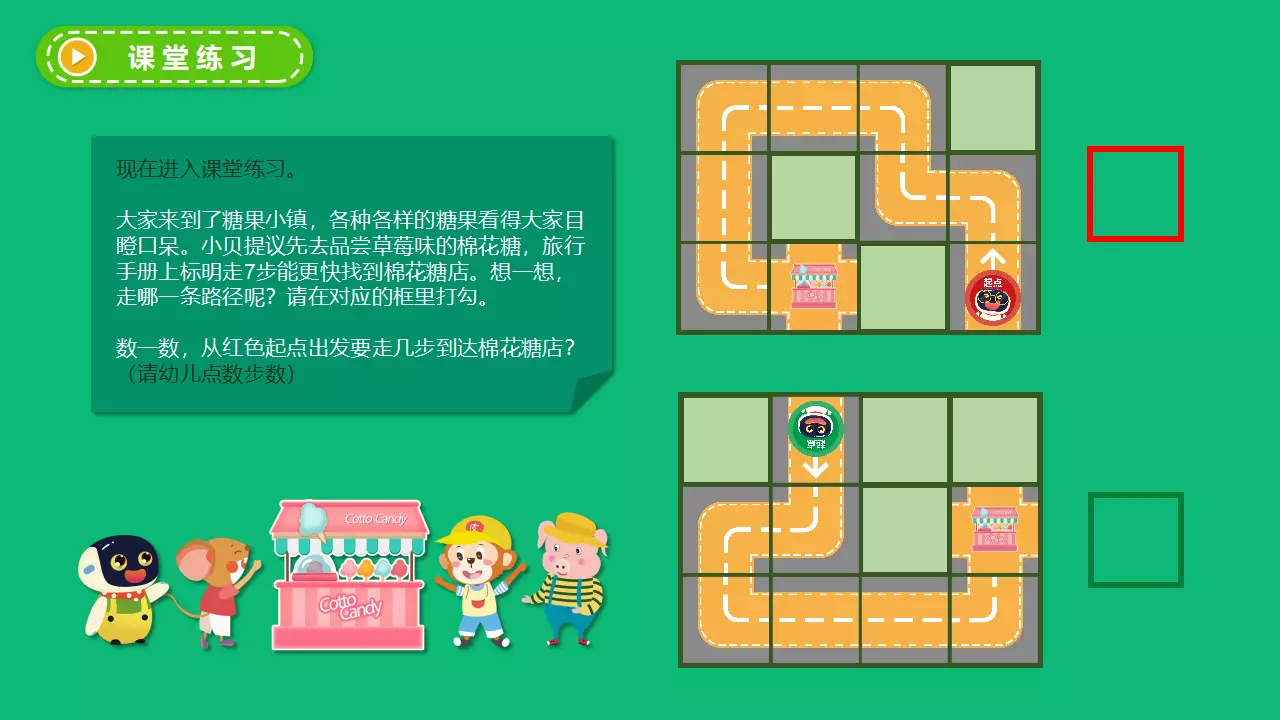 课堂练习
现在进入课堂练习。
大家来到了糖果小镇，各种各样的糖果看得大家目
瞪口呆。小贝提议先去品尝草莓味的棉花糖，旅行
手册上标明走7步能更快找到棉花糖店。想一想，
走哪一条路径呢？请在对应的框里打勾。
数一数，从红色起点出发要走几步到达棉花糖店？
（请幼儿点数步数）
起点
起点
Cotto Candy
Cotto
Candy